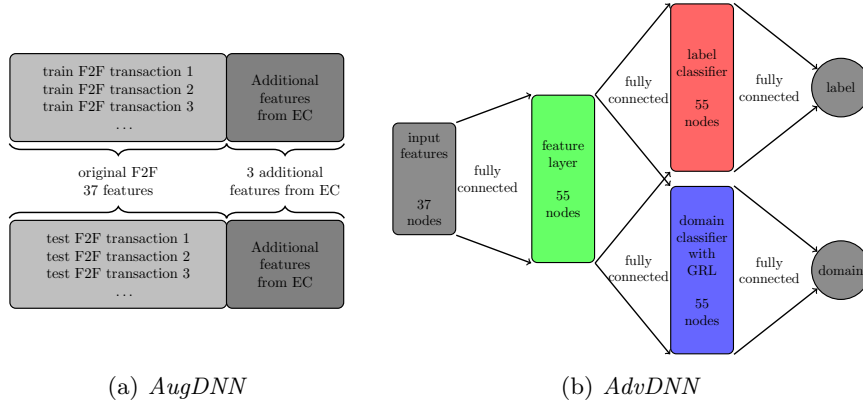 train F2F transaction 1
train F2F transaction 2
train F2F transaction 3
...
Additional
features
from EC
original F2F
37 features
3 additional
features from EC
test F2F transaction 1
test F2F transaction 2
test F2F transaction 3
...
Additional
features
from EC
(a) AugDNN
input
features
37
nodes
fully
connected
feature
layer
55
nodes
fully
connected
fully
connected
label
classifier
55
nodes
domain
classifier
with
GRL
55
nodes
fully
connected
fully
connected
label
domain
(b) AdvDNN